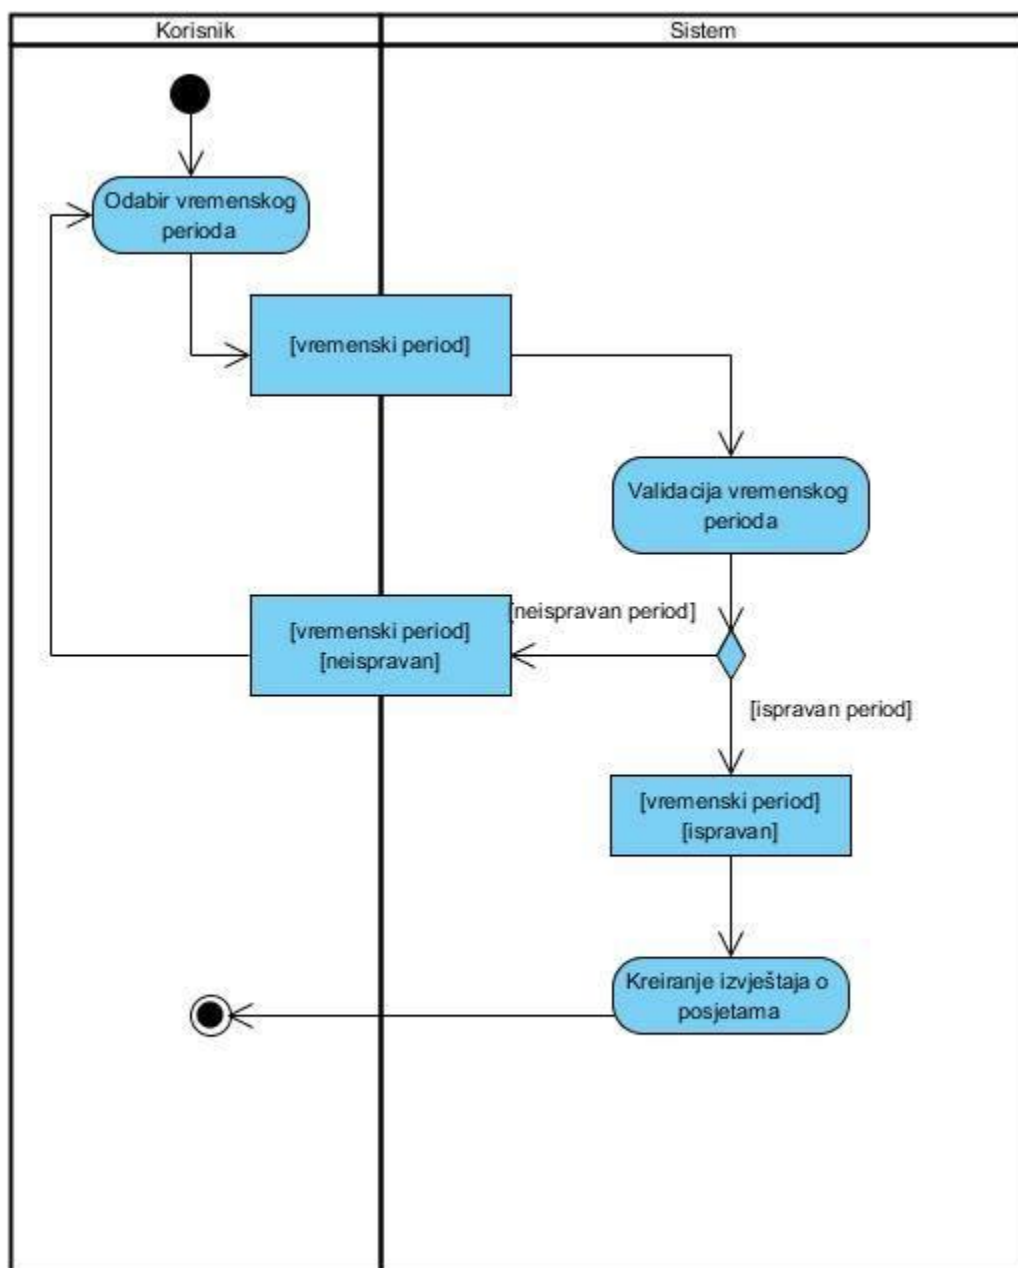 Korisnik
Sistem
Odabir vremenskog
perioda
[vremenski period]
Validacija vremenskog
perioda
[neispravan period]
[vremenski period]
[neispravan]
[ispravan period]
[vremenski period]
[ispravan]
Kreiranje izvještaja o
posjetama